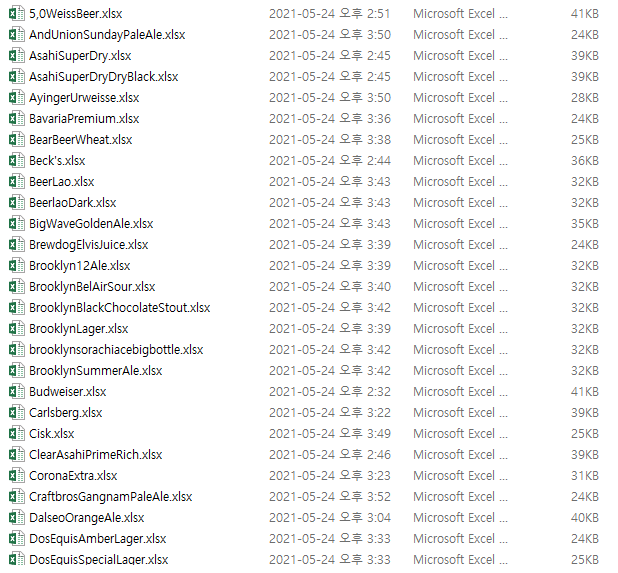 5,0WeissBeer.xlsx 2021-05-24 오후 2:51 Microsoft Excel ... 41KB
AndUnionSundayPaleAle.xlsx 2021-05-24 오후 3:50 Microsoft Excel ... 24KB
AsahiSuperDry.xlsx 2021-05-24 오후 2:45 Microsoft Excel ... 39KB
AsahiSuperDryDryBlack.xlsx 2021-05-24 오후 2:45 Microsoft Excel ... 39KB
AyingerUrweisse.xlsx 2021-05-24 오후 3:50 Microsoft Excel ... 28KB
BavariaPremium.xlsx 2021-05-24 오후 3:36 Microsoft Excel ... 24KB
BearBeerWheat.xlsx 2021-05-24 오후 3:38 Microsoft Excel ... 25KB
Beck's.xlsx 2021-05-24 오후 2:44 Microsoft Excel ... 36KB
BeerLao.xlsx 2021-05-24 오후 3:43 Microsoft Excel ... 32KB
BeerlaoDark.xlsx 2021-05-24 오후 3:43 Microsoft Excel ... 32KB
BigWaveGoldenAle.xlsx 2021-05-24 오후 3:43 Microsoft Excel ... 35KB
BrewdogElvisJuice.xlsx 2021-05-24 오후 3:39 Microsoft Excel ... 24KB
Brooklyn12Ale.xlsx 2021-05-24 오후 3:39 Microsoft Excel ... 32KB
BrooklynBelAirSour.xlsx 2021-05-24 오후 3:40 Microsoft Excel ... 32KB
BrooklynBlackChocolateStout.xlsx 2021-05-24 오후 3:42 Microsoft Excel ... 32KB
BrooklynLager.xlsx 2021-05-24 오후 3:39 Microsoft Excel ... 32KB
brooklynsorachiacebigbottle.xlsx 2021-05-24 오후 3:42 Microsoft Excel ... 32KB
BrooklynSummerAle.xlsx 2021-05-24 오후 3:42 Microsoft Excel ... 32KB
Budweiser.xlsx 2021-05-24 오후 2:32 Microsoft Excel ... 41KB
Carlsberg.xlsx 2021-05-24 오후 3:22 Microsoft Excel ... 39KB
Cisk.xlsx 2021-05-24 오후 3:49 Microsoft Excel ... 25KB
ClearAsahiPrimeRich.xlsx 2021-05-24 오후 2:46 Microsoft Excel ... 39KB
CoronaExtra.xlsx 2021-05-24 오후 3:23 Microsoft Excel ... 31KB
CraftbrosGangnamPaleAle.xlsx 2021-05-24 오후 3:52 Microsoft Excel ... 24KB
DalseoOrangeAle.xlsx 2021-05-24 오후 3:04 Microsoft Excel ... 40KB
DosEquisAmberLager.xlsx 2021-05-24 오후 3:33 Microsoft Excel ... 24KB
DosEquisSpecialLager.xlsx 2021-05-24 오후 3:33 Microsoft Excel ... 25KB